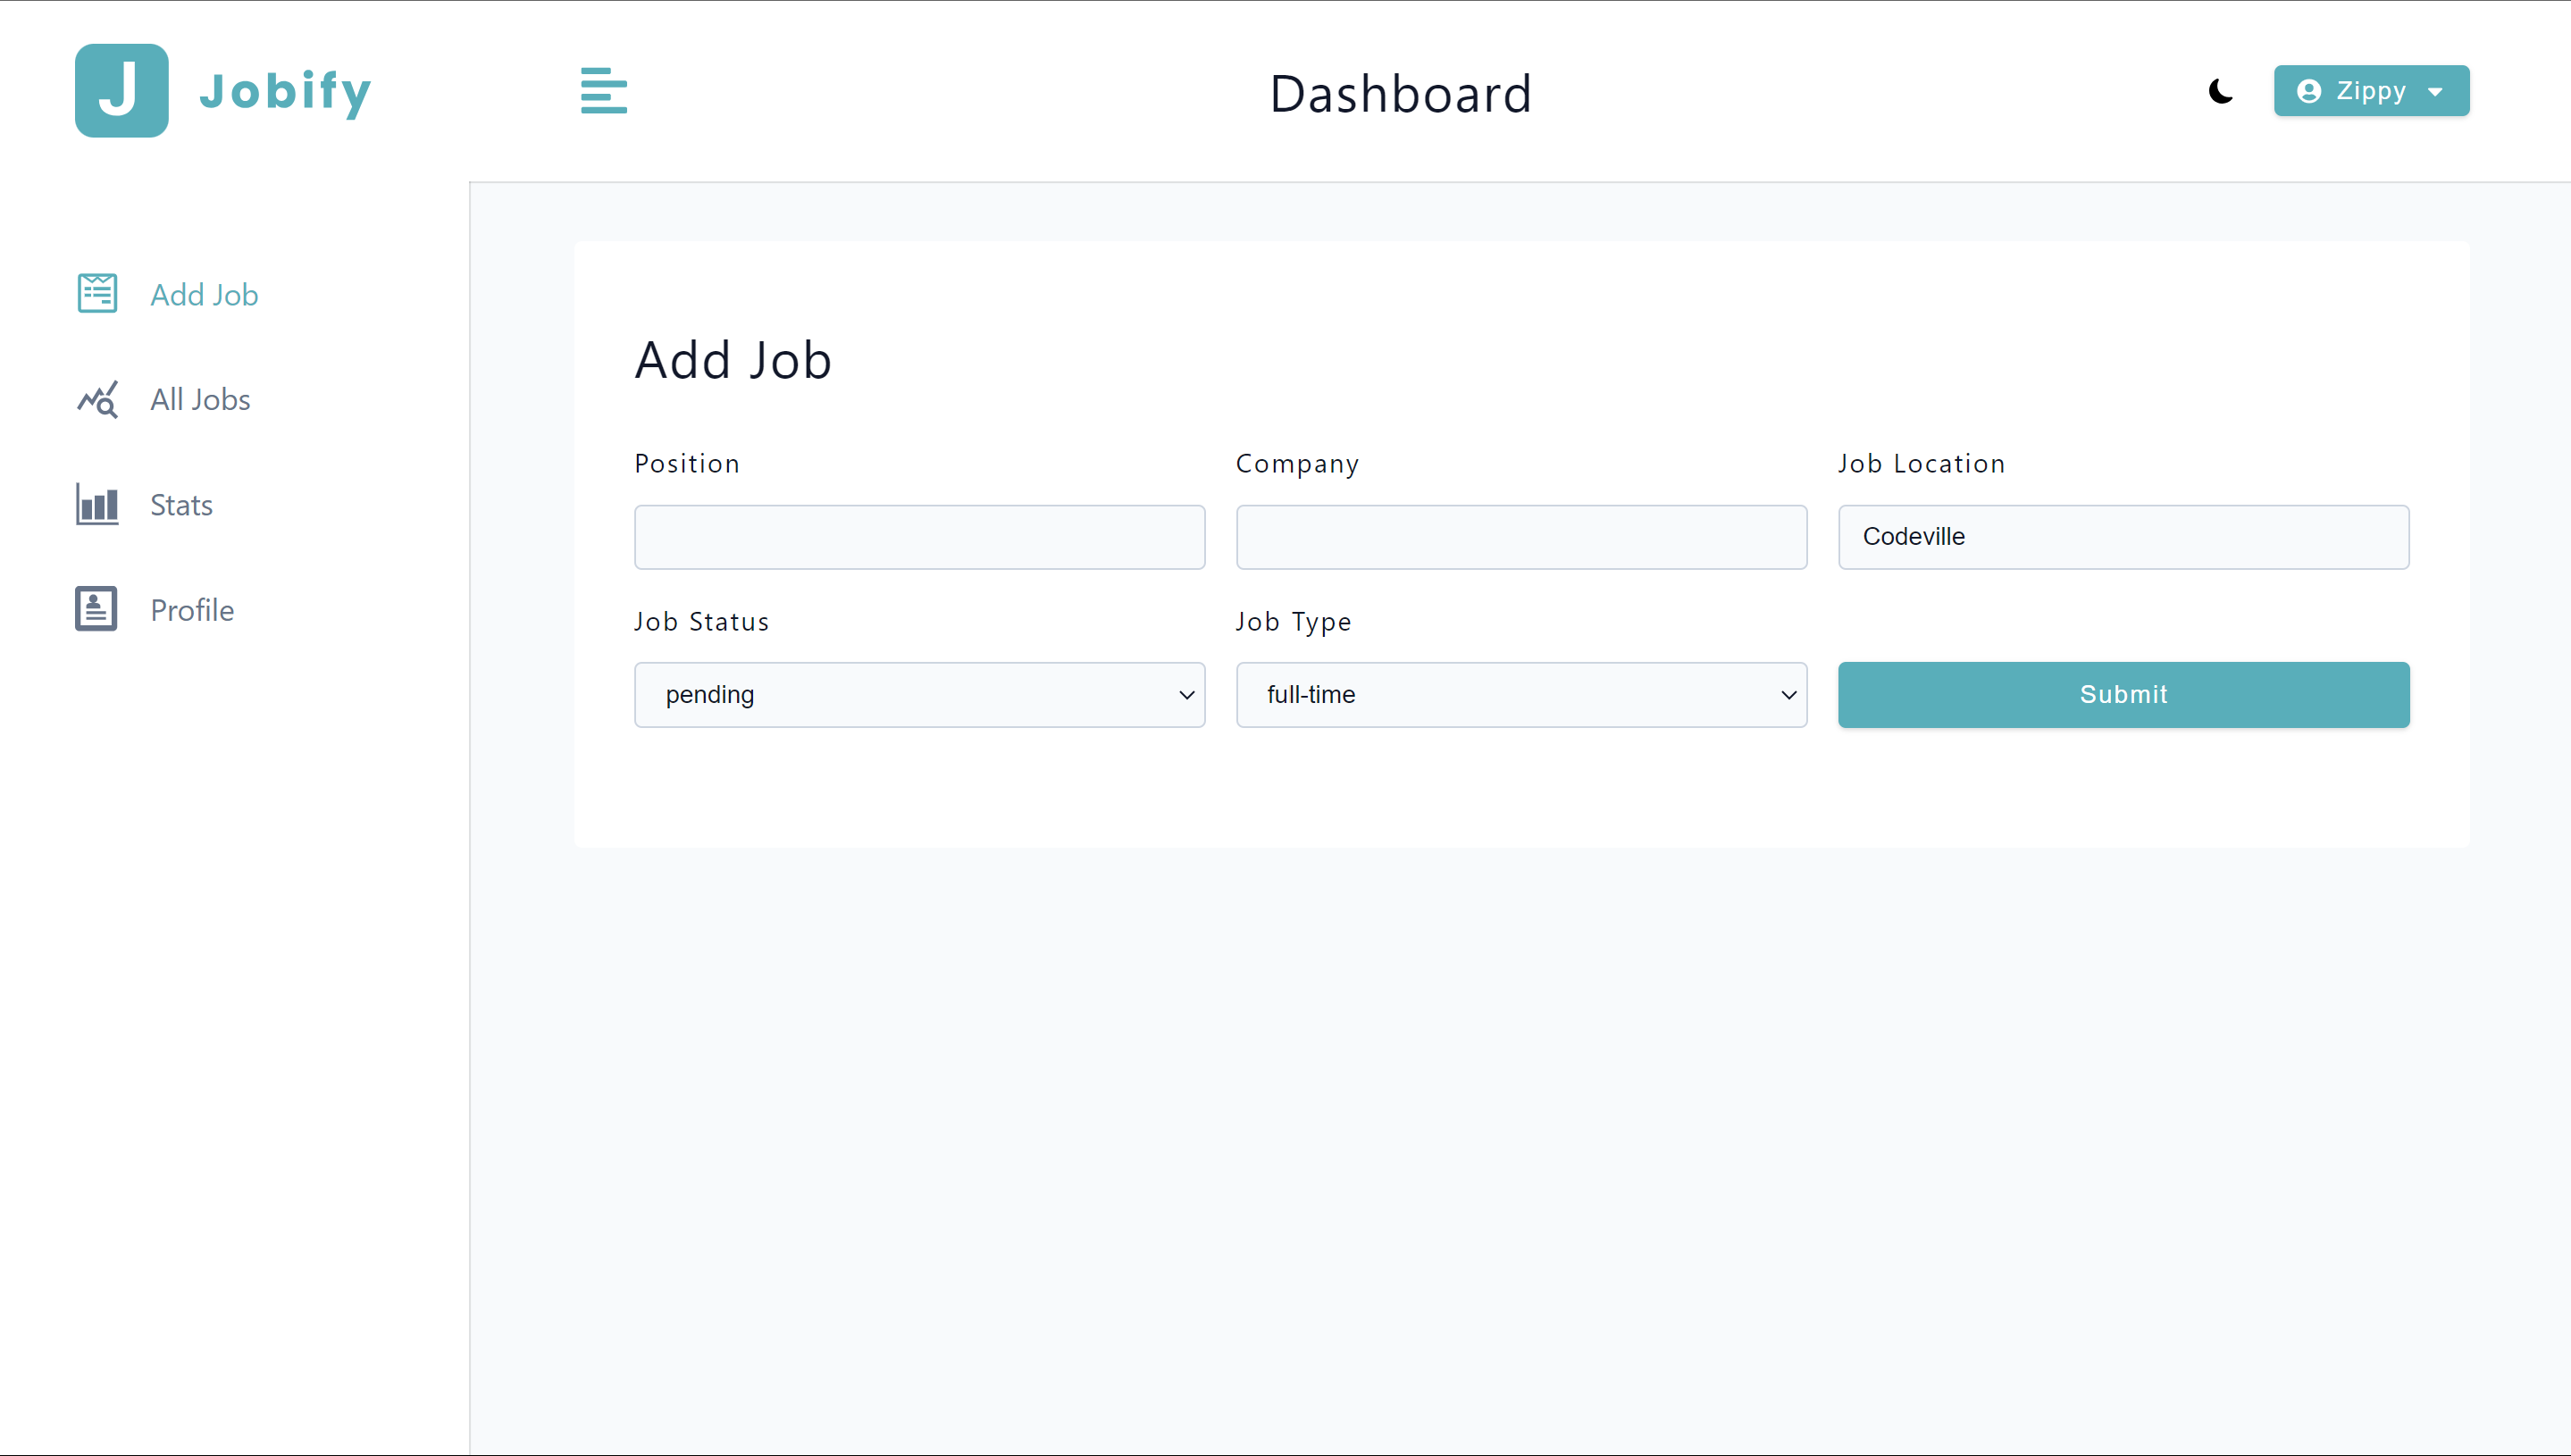 J Jobify
Dashboard
Zippy
Add Job
All Jobs
Stats
Profile
Add Job
Position
Company
Job Location
Codeville
Job Status
Job Type
pending
full-time
Submit